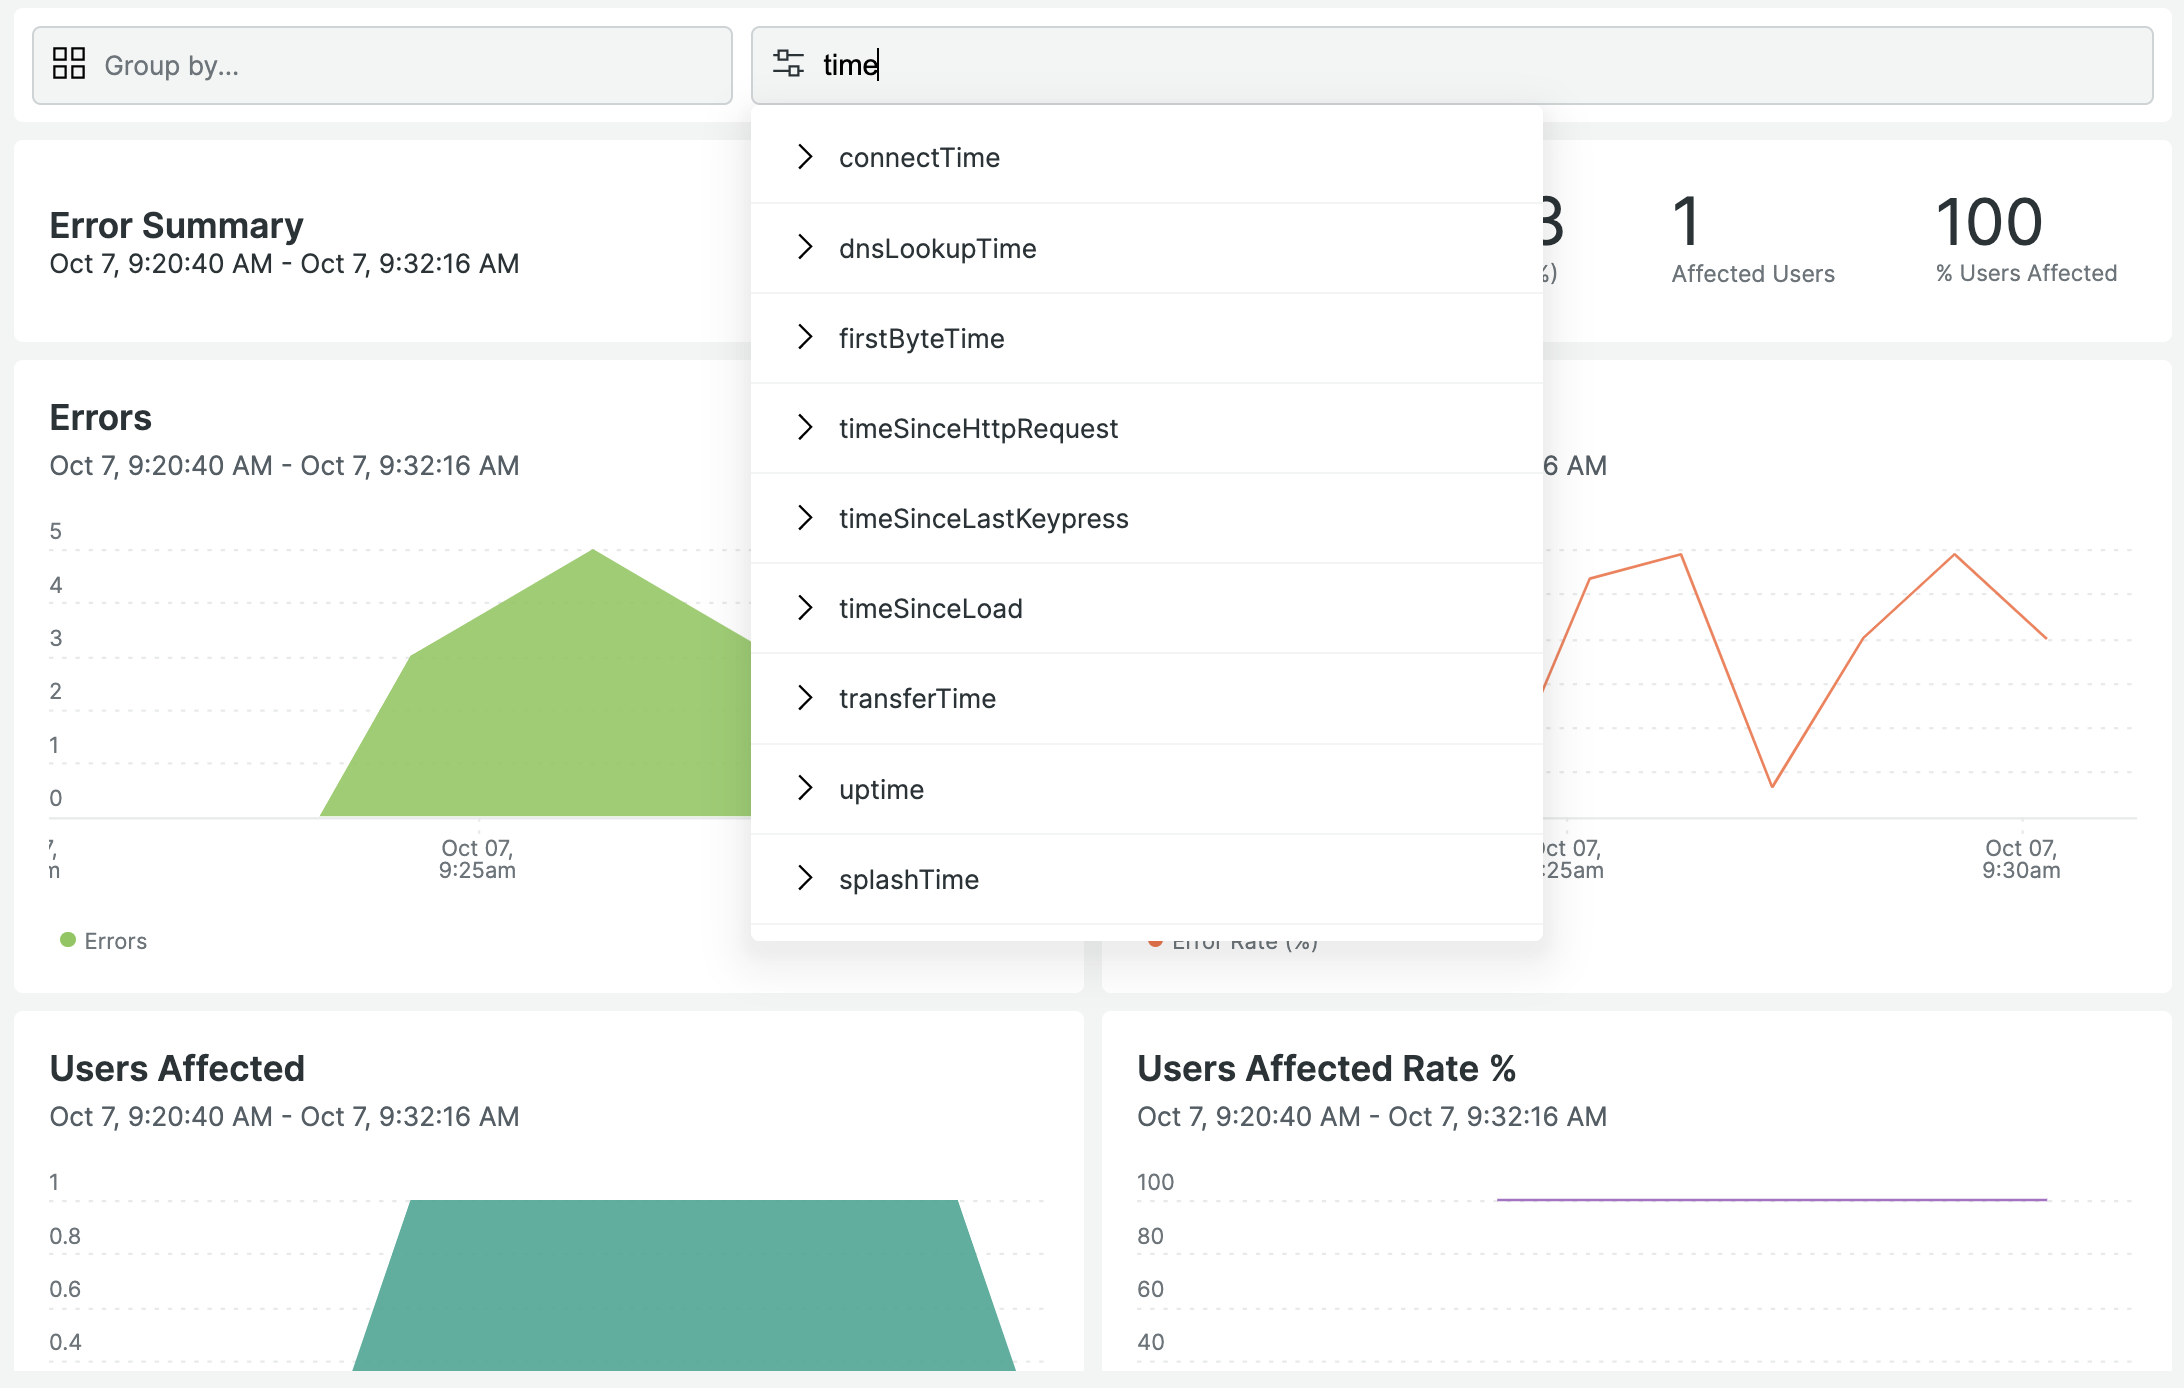 Group by...
time
connectTime
dnsLookupTime
firstByteTime
timeSinceHttpRequest
timeSinceLastKeypress
timeSinceLoad
transferTime
uptime
splashTime
Error Summary
Oct 7, 9:20:40 AM - Oct 7, 9:32:16 AM
1
Affected Users
100
% Users Affected
Errors
Oct 7, 9:20:40 AM - Oct 7, 9:32:16 AM
5
4
3
2
1
0
Oct 07,
9:25am
Errors
6 AM
Oct 07,
9:30am
Error Rate (%)
Users Affected
Oct 7, 9:20:40 AM - Oct 7, 9:32:16 AM
1
0.8
0.6
0.4
Users Affected Rate %
Oct 7, 9:20:40 AM - Oct 7, 9:32:16 AM
100
80
60
40